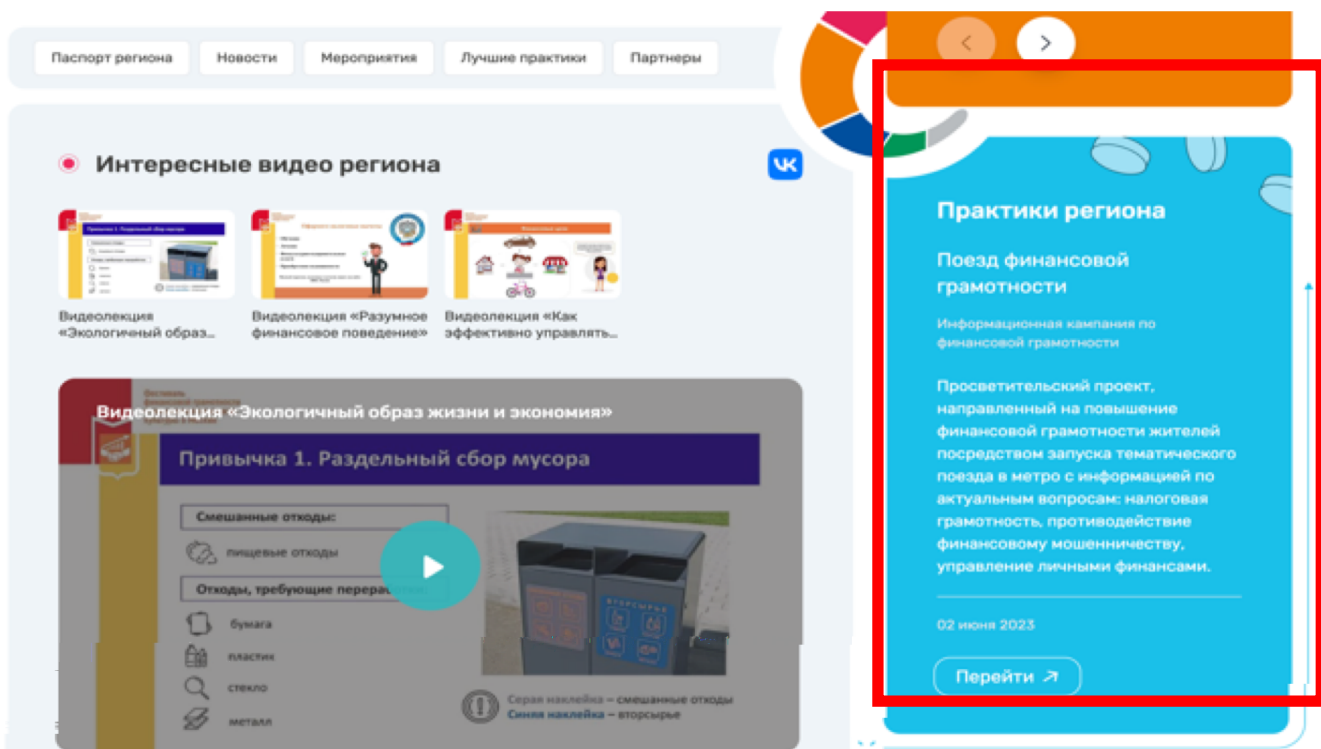 Паспорт региона
Новости
Мероприятия
Лучшие практики
Партнеры
Интересные видео региона
Видеолекция
«Экологичный образ...
Видеолекция «Разумное
финансовое поведение»
Видеолекция «Как
эффективно управлять...
Видеолекция «Экологичный образ жизни и экономия»
Привычка 1. Раздельный сбор мусора
Смешанные отходы:
пищевые отходы
Отходы, требующие
бумага
пластик
стекло
металл
ВТОРСЫРЬЕ
Серая наклейка – смешанные отходы
Синяя наклейка – вторсырье
Практики региона
Поезд финансовой
грамотности
Информационная кампания по
финансовой грамотности
Просветительский проект,
направленный на повышение
финансовой грамотности жителей
посредством запуска тематического
поезда в метро с информацией по
актуальным вопросам: налоговая
грамотность, противодействие
финансовому мошенничеству,
управление личными финансами.
02 июня 2023
Перейти